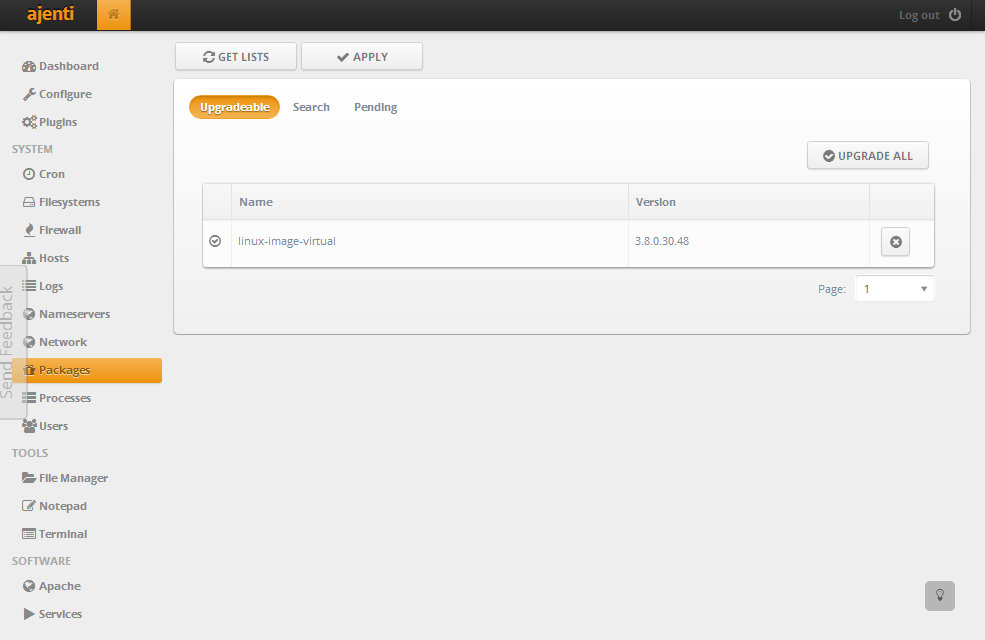 ajenti
Log out
GET LISTS
APPLY
Dashboard
Configure
Plugins
SYSTEM
Cron
Filesystems
Firewall
Hosts
Logs
Nameservers
Network
Packages
Processes
Users
TOOLS
File Manager
Notepad
Terminal
SOFTWARE
Apache
Services
Send Feedback
Upgradeable Search Pending
UPGRADE ALL
Name Version
linux-image-virtual 3.8.0.30.48
Page: 1